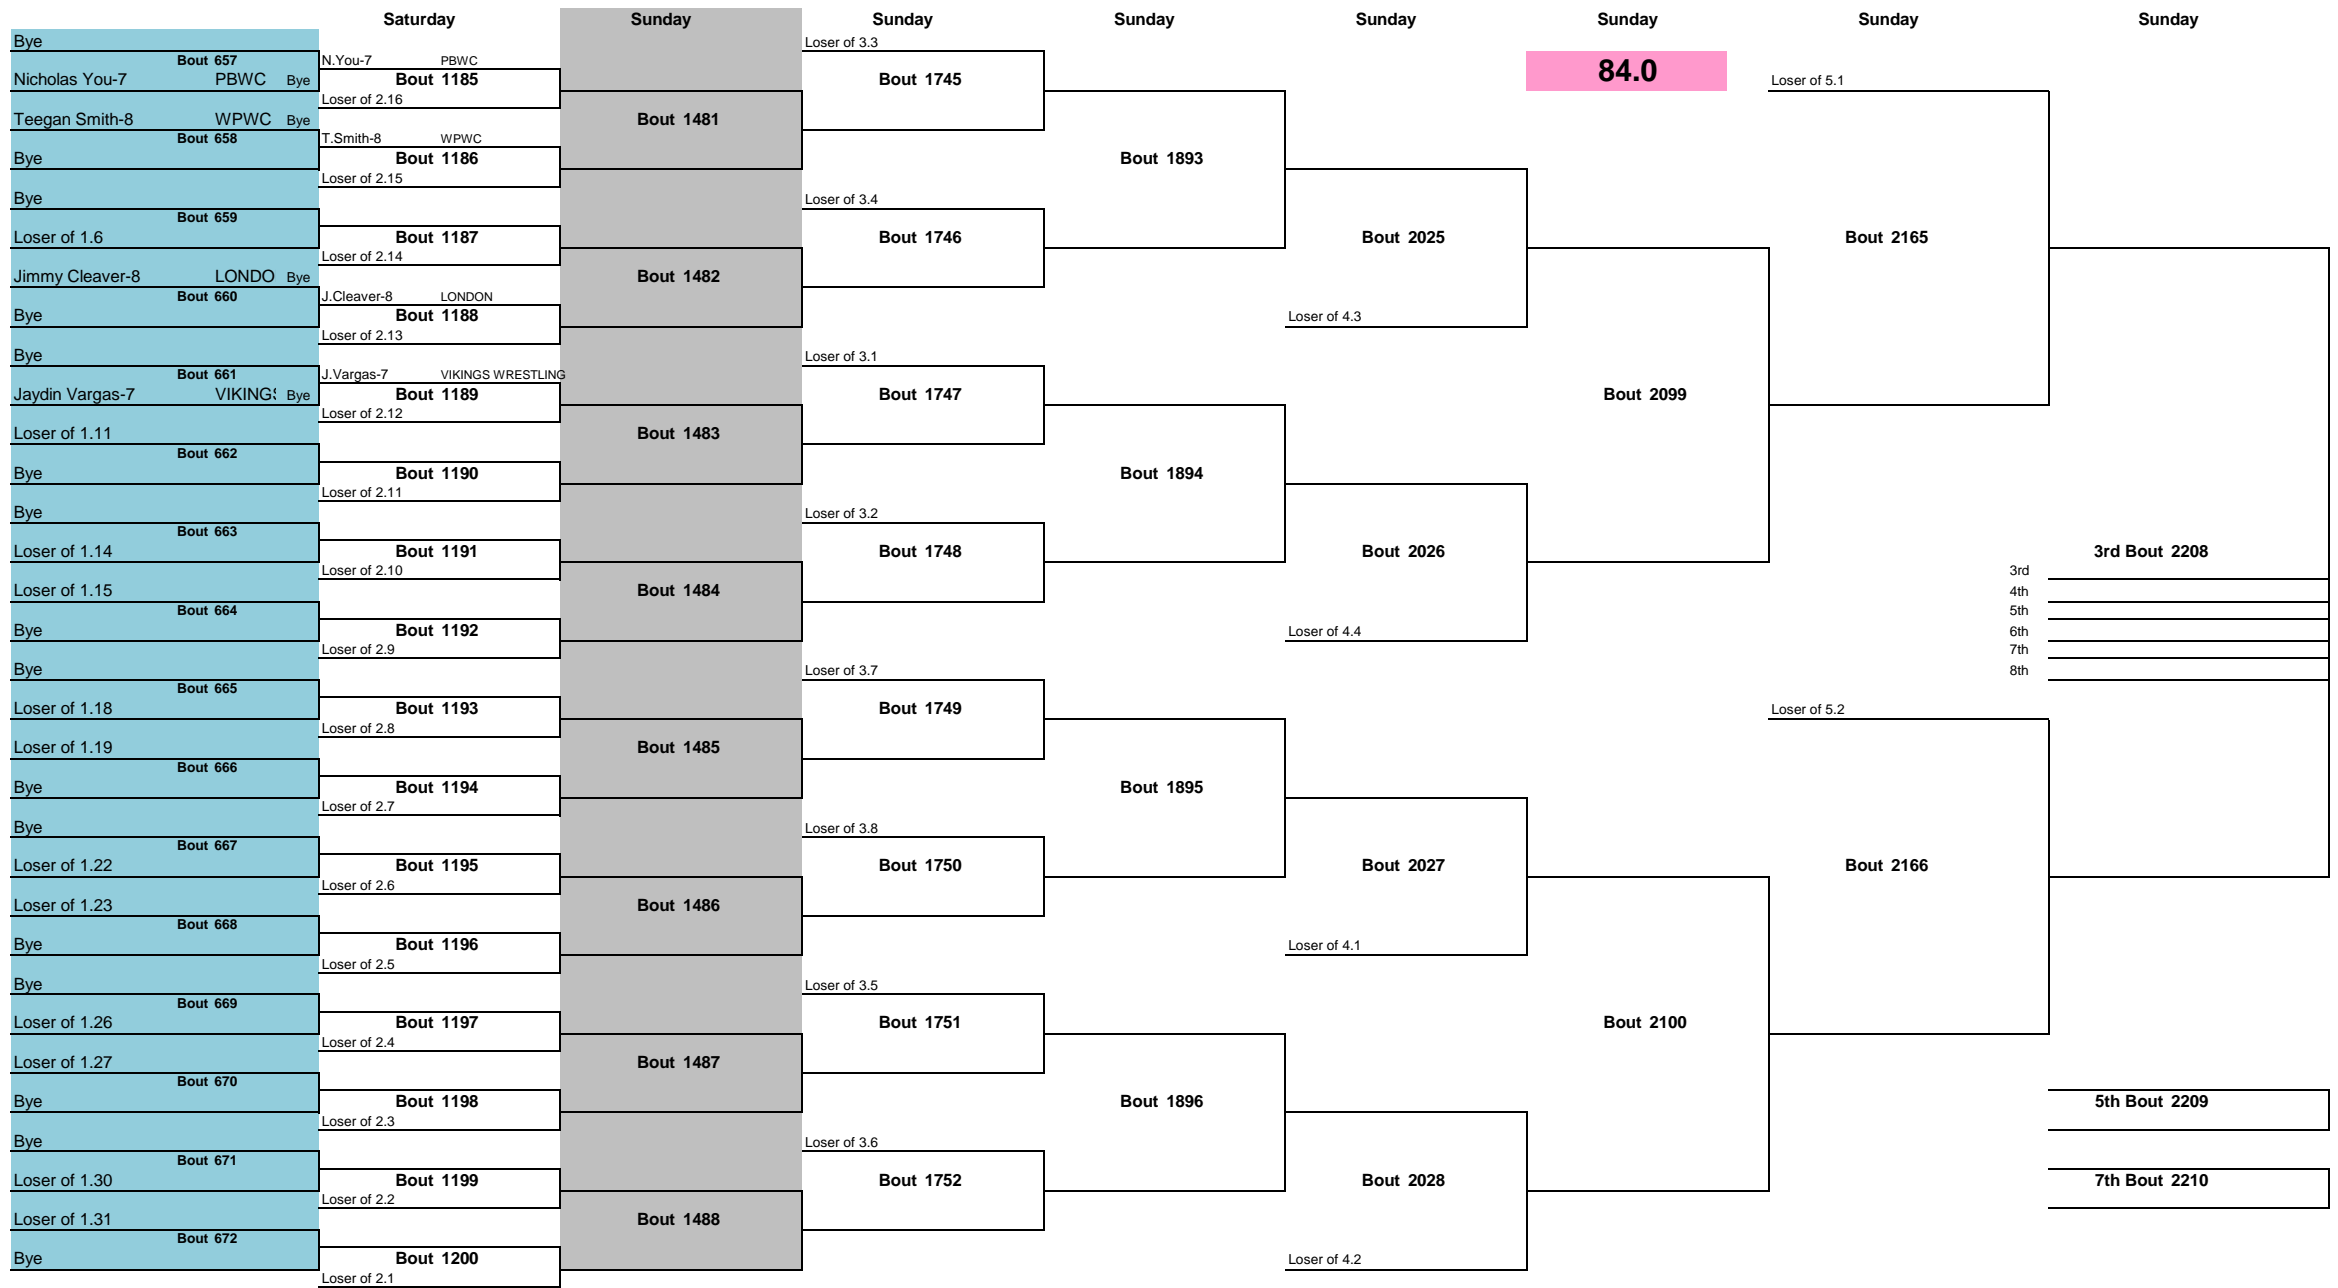 Saturday Sunday Sunday Sunday Sunday Sunday Sunday Sunday
Bye
Bout 657
Nicholas You-7 PBWC Bye
Teegan Smith-8 WPWC Bye
Bout 658
Bye
Bye
Bout 659
Loser of 1.6
Jimmy Cleaver-8 LONDO Bye
Bout 660
Bye
Bye
Bout 661
Jaydin Vargas-7 VIKING Bye
Loser of 1.11
Bout 662
Bye
Bye
Bout 663
Loser of 1.14
Loser of 1.15
Bout 664
Bye
Bye
Bout 665
Loser of 1.18
Loser of 1.19
Bout 666
Bye
Bye
Bout 667
Loser of 1.22
Loser of 1.23
Bout 668
Bye
Bye
Bout 669
Loser of 1.26
Loser of 1.27
Bout 670
Bye
Bye
Bout 671
Loser of 1.30
Loser of 1.31
Bout 672
Bye
N.You-7 PBWC
Bout 1185
Loser of 2.16
T.Smith-8 WPWC
Bout 1186
Loser of 2.15
Bout 1187
Loser of 2.14
J.Cleaver-8 LONDON
Bout 1188
Loser of 2.13
J.Vargas-7 VIKINGS WRESTLING
Bout 1189
Loser of 2.12
Bout 1190
Loser of 2.11
Bout 1191
Loser of 2.10
Bout 1192
Loser of 2.9
Bout 1193
Loser of 2.8
Bout 1194
Loser of 2.7
Bout 1195
Loser of 2.6
Bout 1196
Loser of 2.5
Bout 1197
Loser of 2.4
Bout 1198
Loser of 2.3
Bout 1199
Loser of 2.2
Bout 1200
Loser of 2.1
Bout 1481
Bout 1482
Bout 1483
Bout 1484
Bout 1485
Bout 1486
Bout 1487
Bout 1488
Loser of 3.3
Bout 1745
Loser of 3.4
Bout 1746
Loser of 3.1
Bout 1747
Loser of 3.2
Bout 1748
Loser of 3.7
Bout 1749
Loser of 3.8
Bout 1750
Loser of 3.5
Bout 1751
Loser of 3.6
Bout 1752
Bout 1893
Bout 1894
Bout 1895
Bout 1896
Bout 2025
Loser of 4.3
Bout 2026
Loser of 4.4
Bout 2027
Loser of 4.1
Bout 2028
Loser of 4.2
84.0
Bout 2099
Bout 2100
Loser of 5.1
Bout 2165
Loser of 5.2
Bout 2166
3rd Bout 2208
3rd
4th
5th
6th
7th
8th
5th Bout 2209
7th Bout 2210